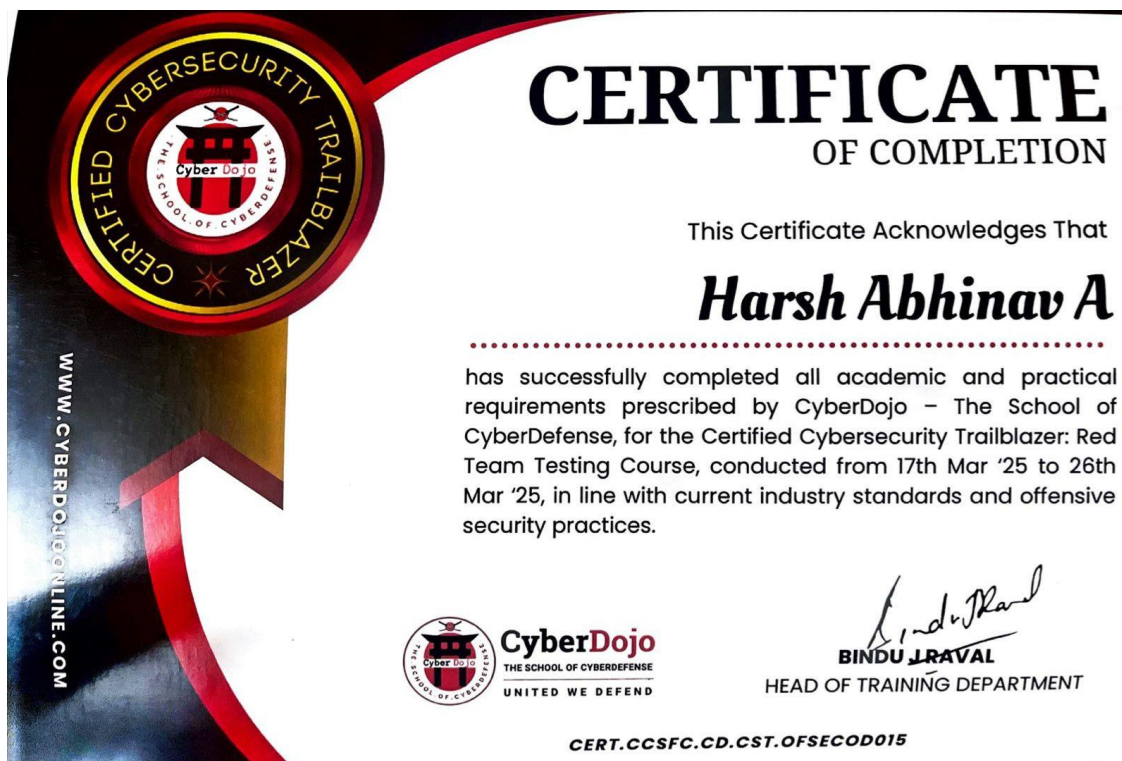 CERTIFIED CYBERSECURITY TRAILBLAZER
Cyber Dojo
.THE.SCHOOL.OF.CYBERDEFENSE.
WWW.CYBERDOJOONLINE.COM
CERTIFICATE
OF COMPLETION
This Certificate Acknowledges That
Harsh Abhinav A
has successfully completed all academic and practical
requirements prescribed by CyberDojo – The School of
CyberDefense, for the Certified Cybersecurity Trailblazer: Red
Team Testing Course, conducted from 17th Mar ‘25 to 26th
Mar ‘25, in line with current industry standards and offensive
security practices.
Cyber Dojo
THE SCHOOL OF CYBERDEFENSE
CyberDojo
THE SCHOOL OF CYBERDEFENSE
UNITED WE DEFEND
BINDU J RAVAL
HEAD OF TRAINING DEPARTMENT
CERT.CCSFC.CD.CST.OFSECOD015